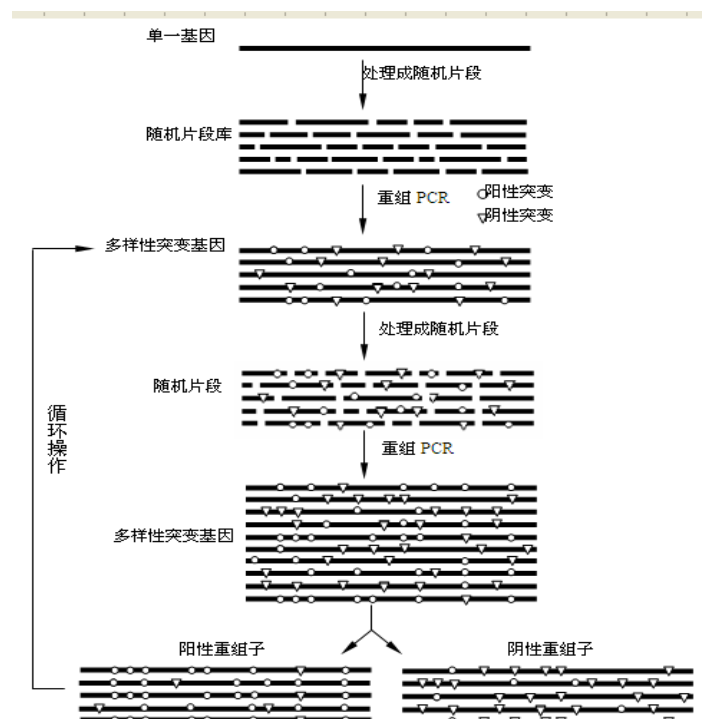 单一基因
处理成随机片段
随机片段库
重组 PCR
阳性突变
阴性突变
多样性突变基因
处理成随机片段
随机片段
循环操作
重组 PCR
多样性突变基因
阳性重组子
阴性重组子